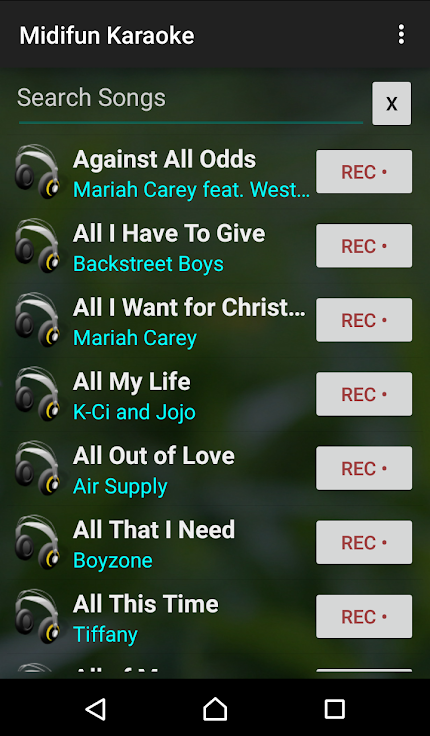 Midifun Karaoke
Search Songs
X
Against All Odds
Mariah Carey feat. West...
REC •
All I Have To Give
Backstreet Boys
REC •
All I Want for Christ...
Mariah Carey
REC •
All My Life
K-Ci and Jojo
REC •
All Out of Love
Air Supply
REC •
All That I Need
Boyzone
REC •
All This Time
Tiffany
REC •